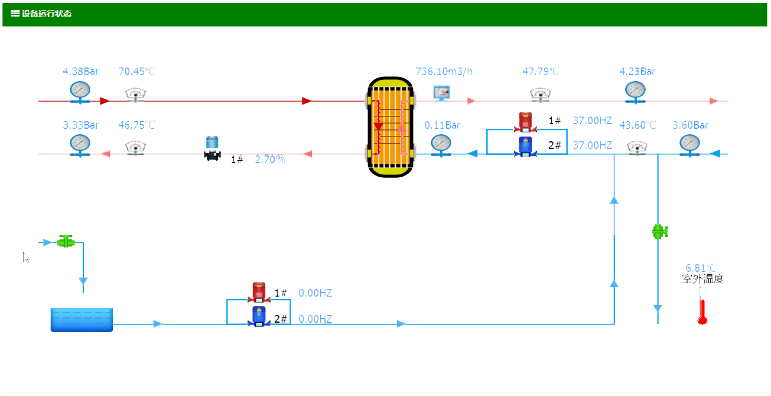 设备运行状态
4.38Bar 70.45℃ 736.10m3/h 47.79℃ 4.23Bar
3.33Bar 46.75℃ 0.11Bar 1# 37.00HZ 43.60℃ 3.60Bar
1# 2.70% 2# 37.00HZ
6.81℃
室外温度
1# 0.00HZ
2# 0.00HZ